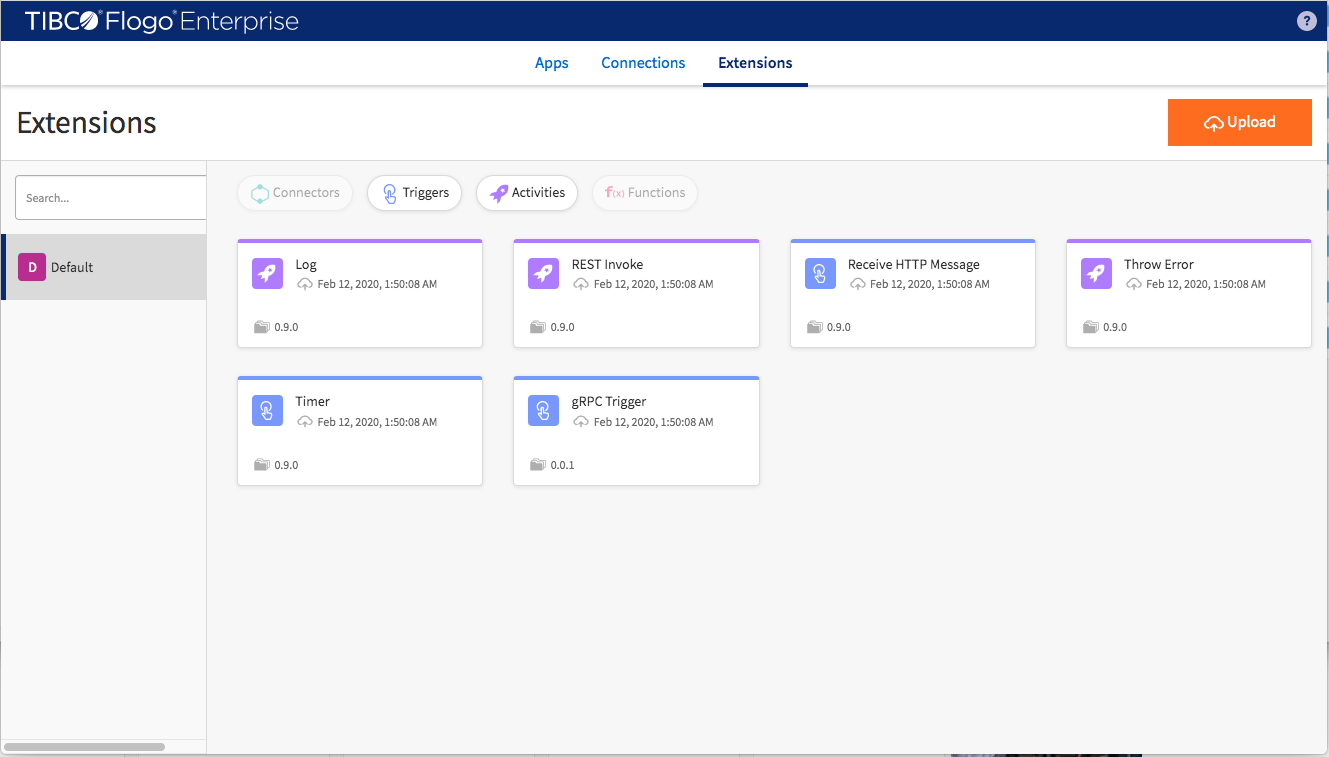 TIBCO® Flogo® Enterprise
?
Apps Connections Extensions
Extensions
Upload
Search...
D Default
Connectors Triggers Activities f(x) Functions
Log
Feb 12, 2020, 1:50:08 AM
0.9.0
REST Invoke
Feb 12, 2020, 1:50:08 AM
0.9.0
Receive HTTP Message
Feb 12, 2020, 1:50:08 AM
0.9.0
Throw Error
Feb 12, 2020, 1:50:08 AM
0.9.0
Timer
Feb 12, 2020, 1:50:08 AM
0.9.0
gRPC Trigger
Feb 12, 2020, 1:50:08 AM
0.0.1